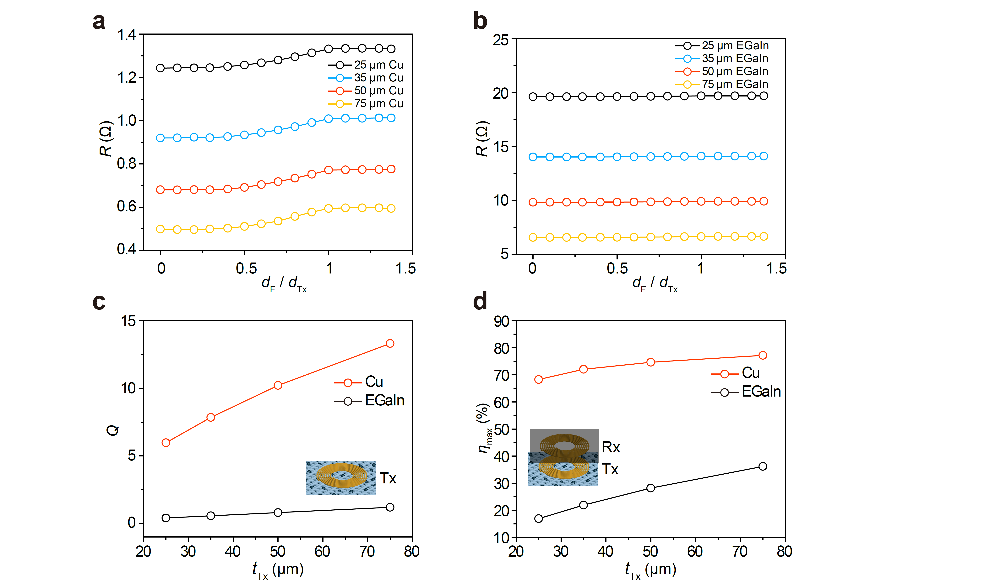 a
1.4
1.2
1.0
0.8
0.6
0.4
R (Ω)
25 µm Cu
35 µm Cu
50 µm Cu
75 µm Cu
0 0.5 1 1.5
dF / dTx
b
25
20
15
10
5
R (Ω)
25 µm EGaIn
35 µm EGaIn
50 µm EGaIn
75 µm EGaIn
0 0.5 1 1.5
dF / dTx
c
15
10
5
0
Q
Cu
EGaIn
Tx
20 30 40 50 60 70 80
tTx (µm)
d
90
80
70
60
50
40
30
20
10
ηmax (%)
Cu
EGaIn
Rx
Tx
20 30 40 50 60 70 80
tTx (µm)